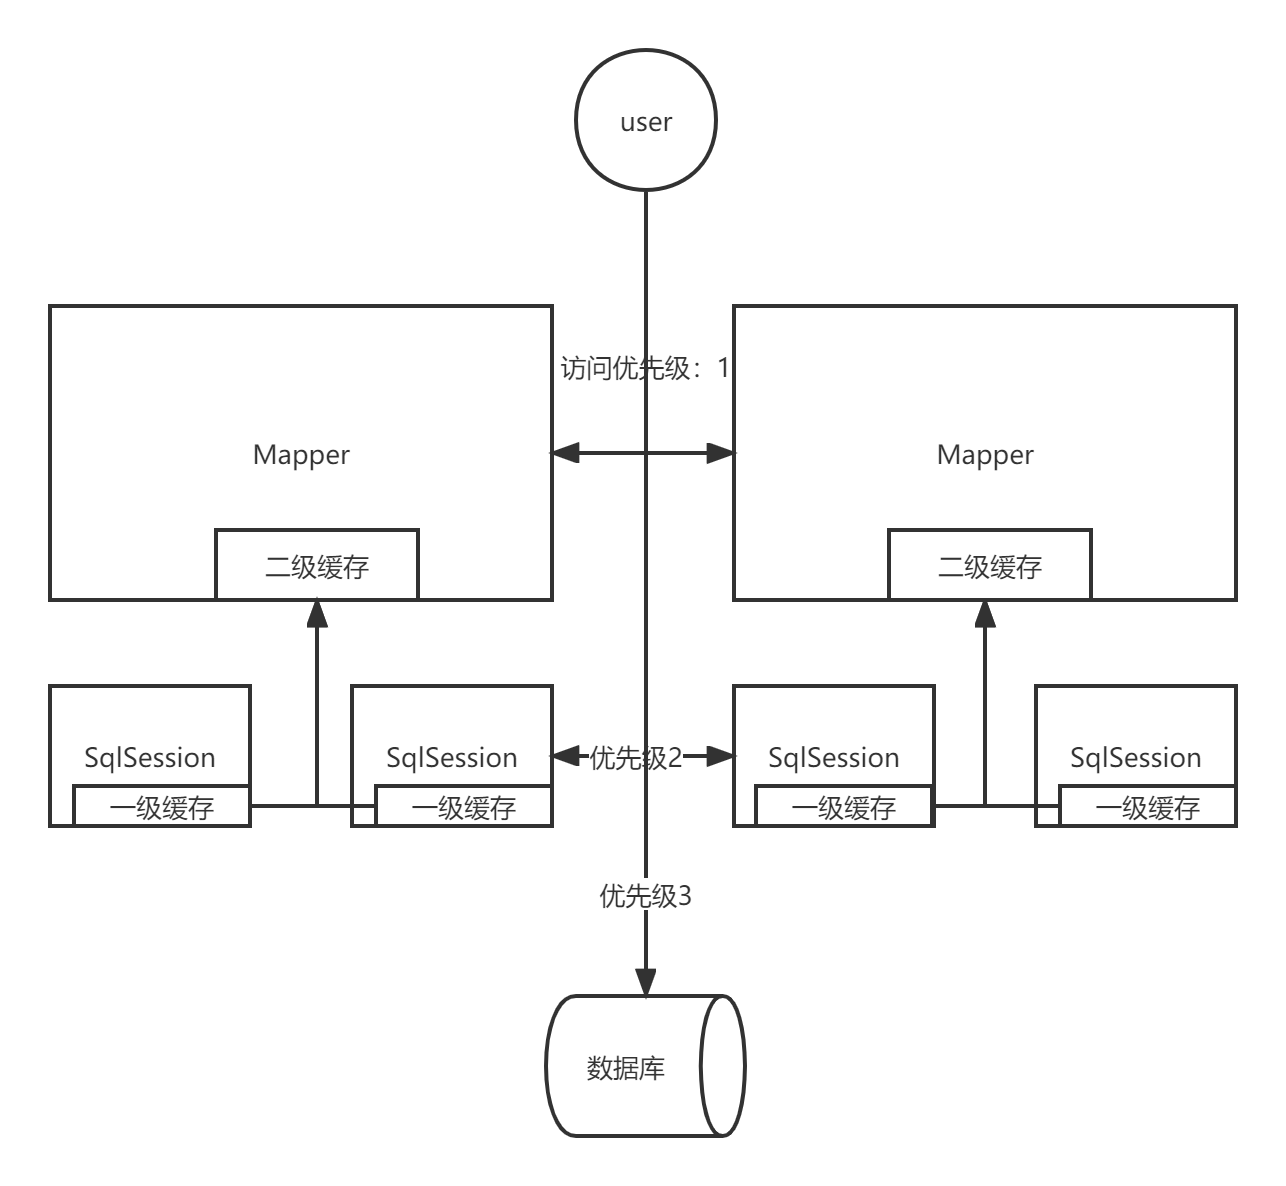 user
访问优先级：1
Mapper
Mapper
二级缓存
二级缓存
SqlSession
SqlSession
优先级2
SqlSession
SqlSession
一级缓存
一级缓存
一级缓存
一级缓存
优先级3
数据库